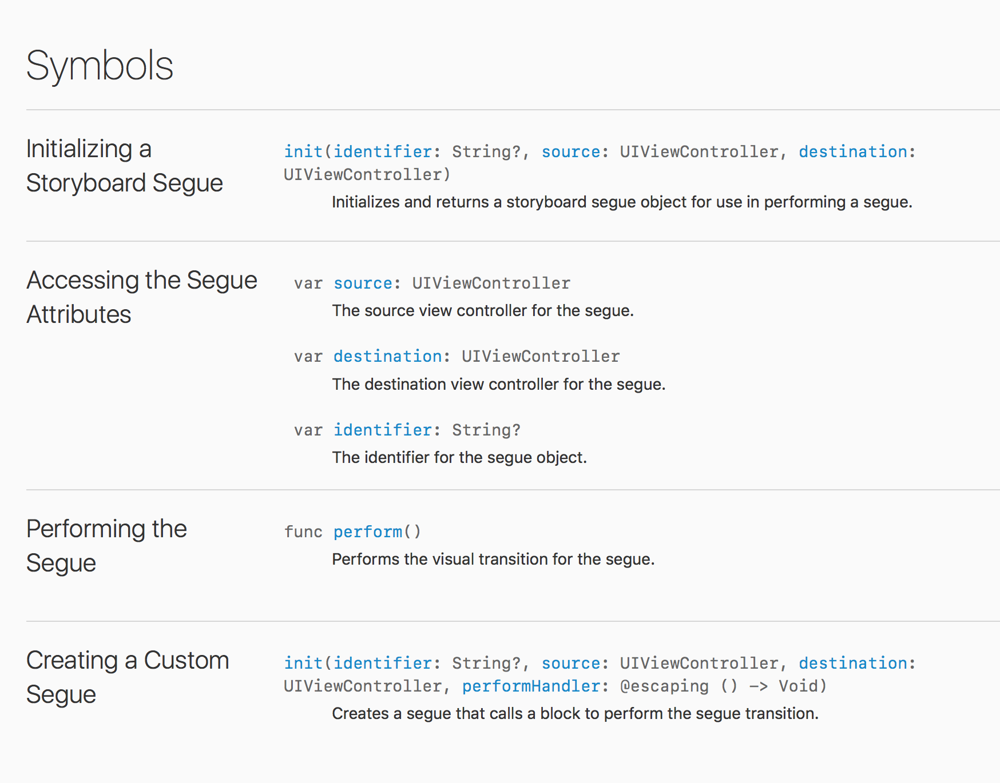 Symbols
Initializing a
Storyboard Segue
init(identifier: String?, source: UIViewController, destination:
UIViewController)
Initializes and returns a storyboard segue object for use in performing a segue.
Accessing the Segue
Attributes
var source: UIViewController
The source view controller for the segue.
var destination: UIViewController
The destination view controller for the segue.
var identifier: String?
The identifier for the segue object.
Performing the
Segue
func perform()
Performs the visual transition for the segue.
Creating a Custom
Segue
init(identifier: String?, source: UIViewController, destination:
UIViewController, performHandler: @escaping () -> Void)
Creates a segue that calls a block to perform the segue transition.